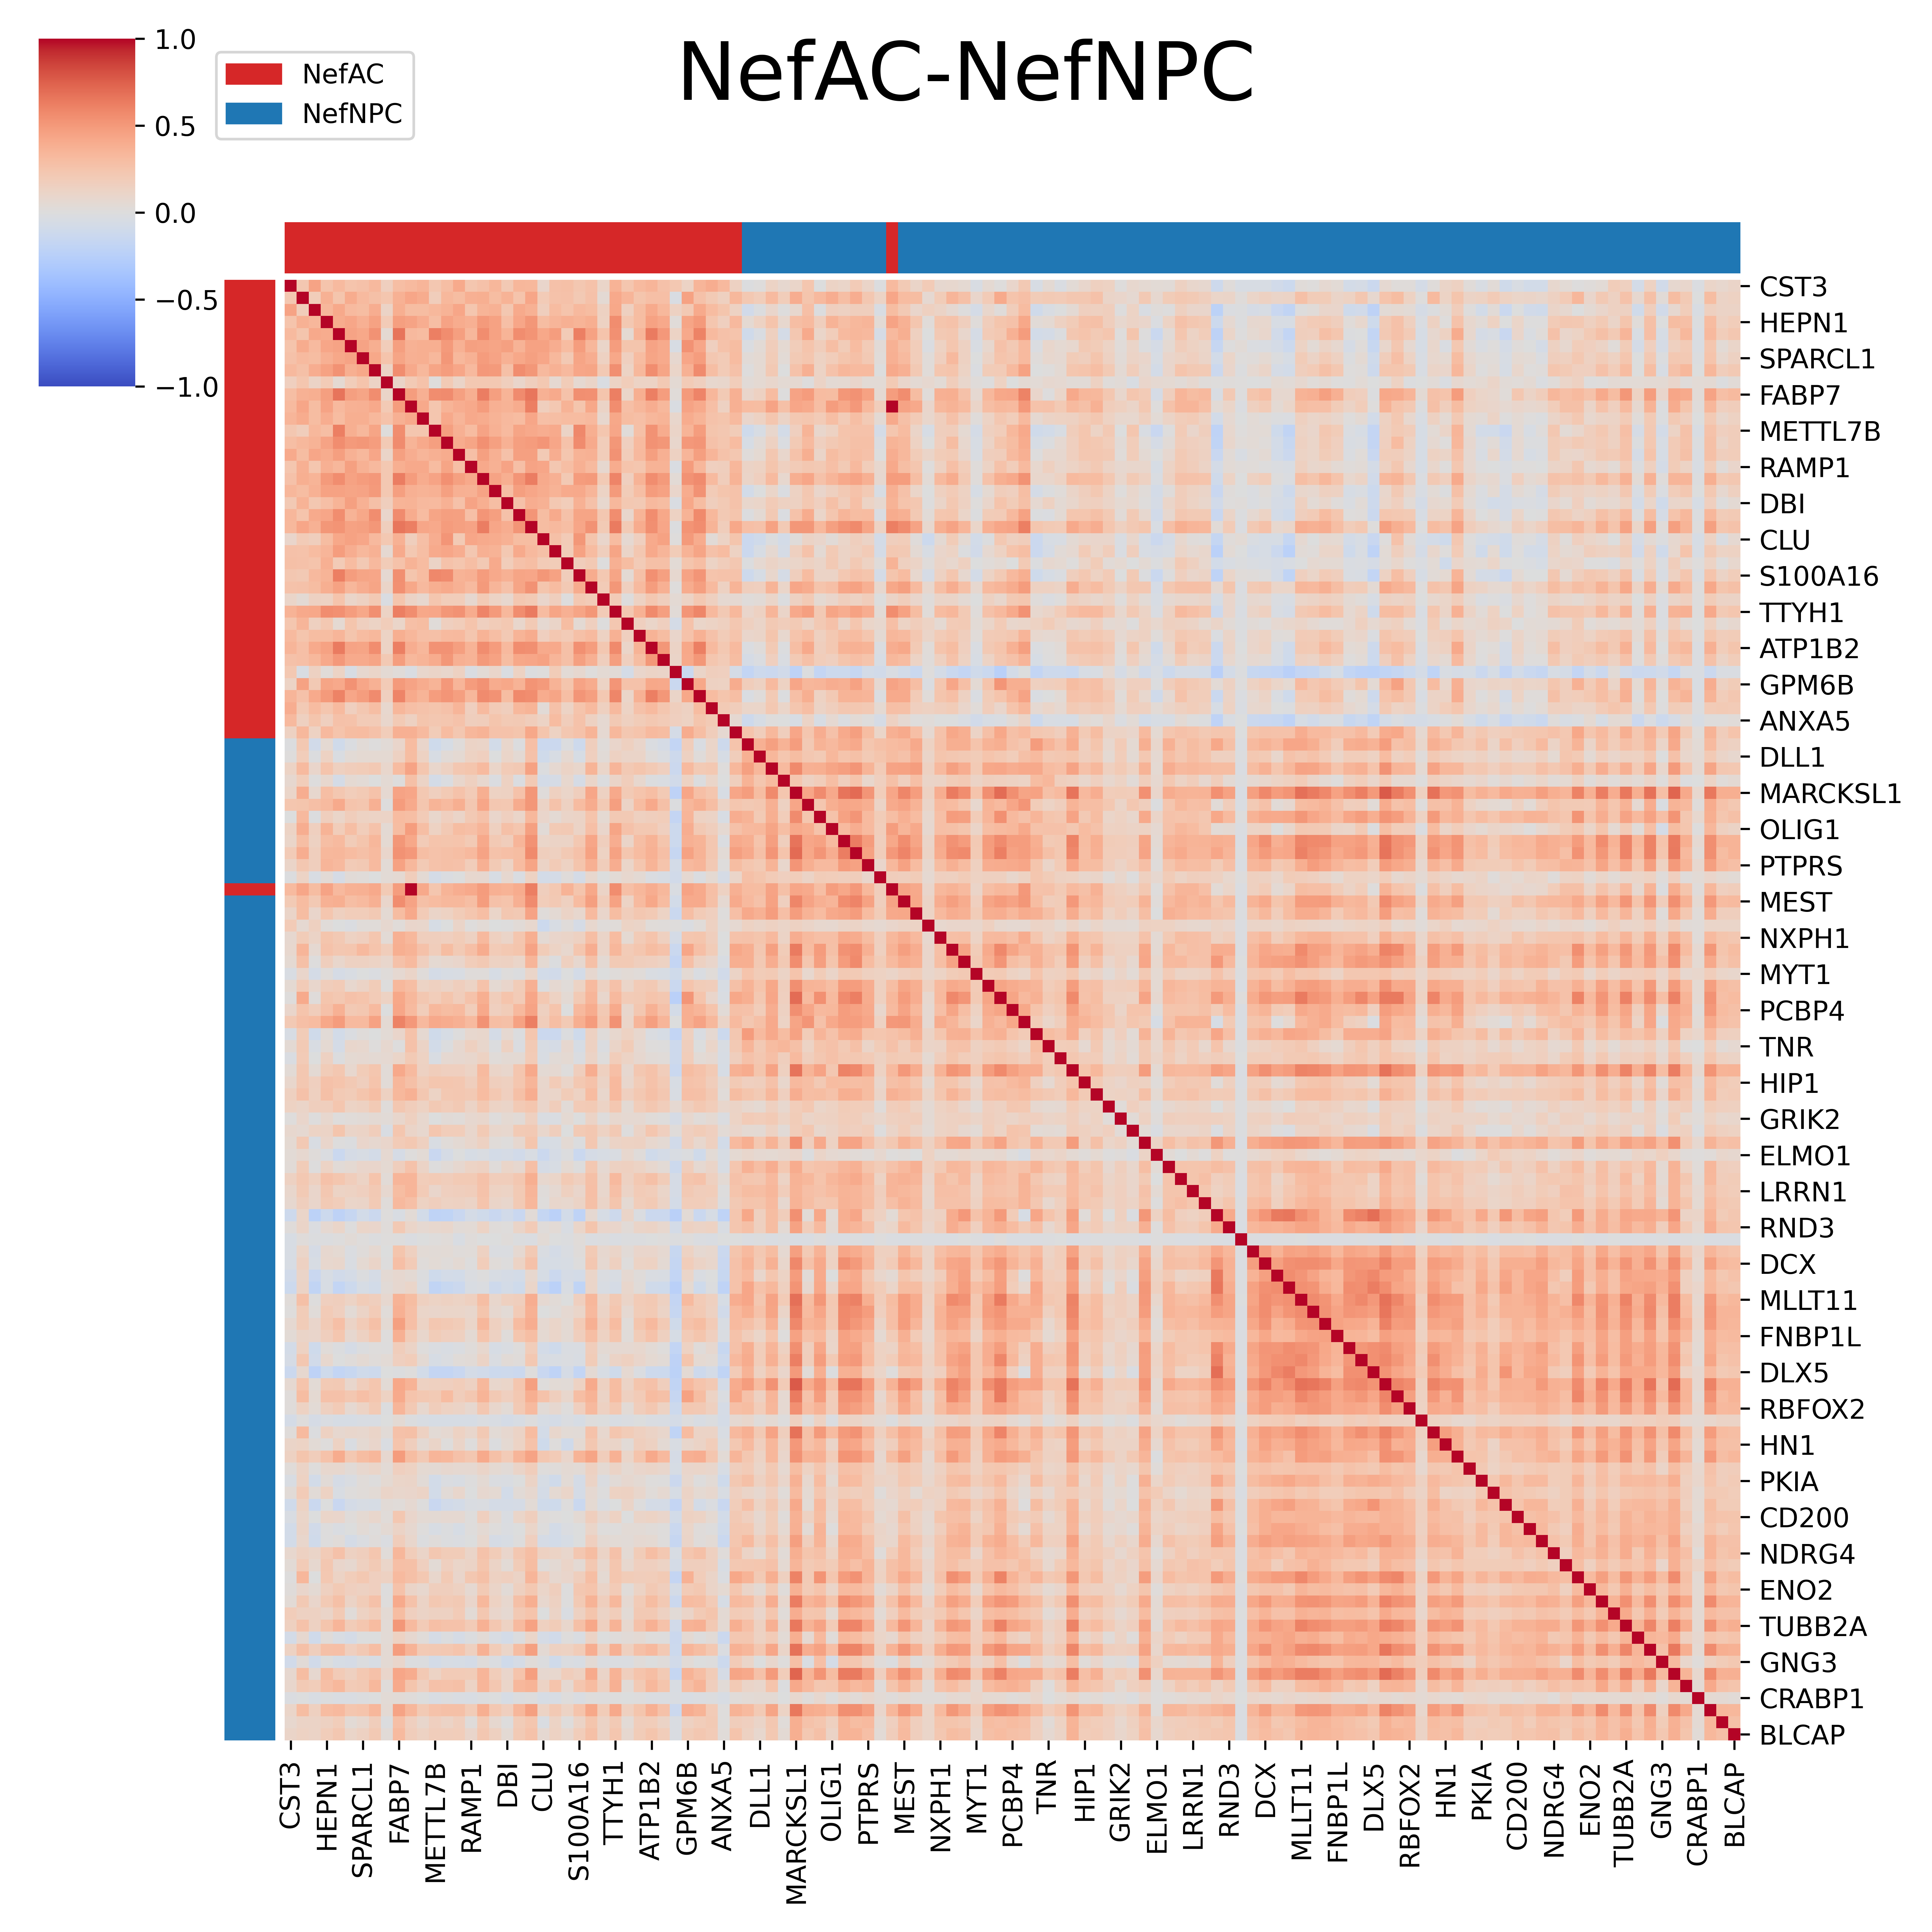 NefAC-NefNPC
1.0
0.5
0.0
−0.5
−1.0
NefAC
NefNPC
CST3
HEPN1
SPARCL1
FABP7
METTL7B
RAMP1
DBI
CLU
S100A16
TTYH1
ATP1B2
GPM6B
ANXA5
DLL1
MARCKSL1
OLIG1
PTPRS
MEST
NXPH1
MYT1
PCBP4
TNR
HIP1
GRIK2
ELMO1
LRRN1
RND3
DCX
MLLT11
FNBP1L
DLX5
RBFOX2
HN1
PKIA
CD200
NDRG4
ENO2
TUBB2A
GNG3
CRABP1
BLCAP
CST3
HEPN1
SPARCL1
FABP7
METTL7B
RAMP1
DBI
CLU
S100A16
TTYH1
ATP1B2
GPM6B
ANXA5
DLL1
MARCKSL1
OLIG1
PTPRS
MEST
NXPH1
MYT1
PCBP4
TNR
HIP1
GRIK2
ELMO1
LRRN1
RND3
DCX
MLLT11
FNBP1L
DLX5
RBFOX2
HN1
PKIA
CD200
NDRG4
ENO2
TUBB2A
GNG3
CRABP1
BLCAP